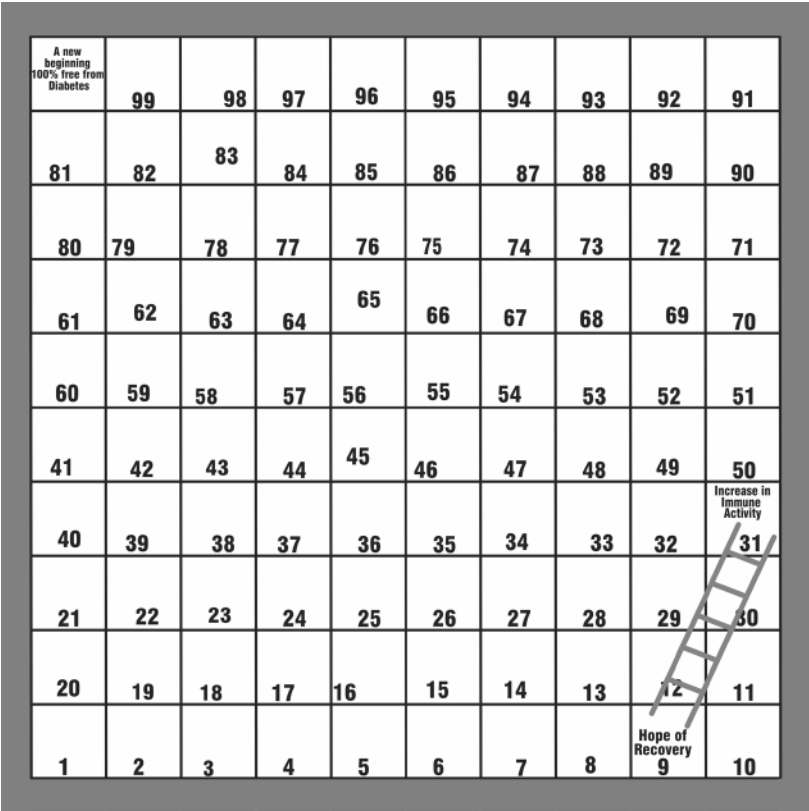 A new
beginning
100% free from
Diabetes
99 98 97 96 95 94 93 92 91
81 82 83 84 85 86 87 88 89 90
80 79 78 77 76 75 74 73 72 71
61 62 63 64 65 66 67 68 69 70
60 59 58 57 56 55 54 53 52 51
41 42 43 44 45 46 47 48 49 50
Increase in
Immune
Activity
40 39 38 37 36 35 34 33 32 31
21 22 23 24 25 26 27 28 29 30
20 19 18 17 16 15 14 13 12 11
Hope of
Recovery
1 2 3 4 5 6 7 8 9 10